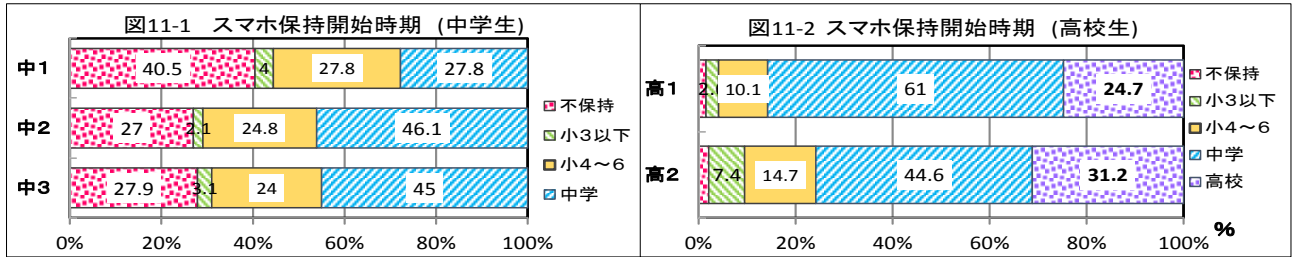 図11-1 スマホ保持開始時期 (中学生)
中1
40.5
4
27.8
27.8
中2
27
2.1
24.8
46.1
中3
27.9
3.1
24
45
0% 20% 40% 60% 80% 100%
不保持
小3以下
小4～6
中学
図11-2 スマホ保持開始時期 (高校生)
高1
10.1
61
24.7
高2
7.4
14.7
44.6
31.2
0% 20% 40% 60% 80% 100%
%
不保持
小3以下
小4～6
中学
高校